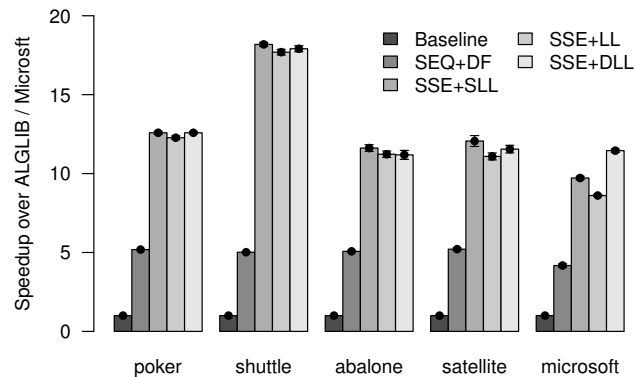 Speedup over ALGLIB / Microsft
20
15
10
5
0
Baseline
SEQ+DF
SSE+SLL
SSE+LL
SSE+DLL
poker shuttle abalone satellite microsoft